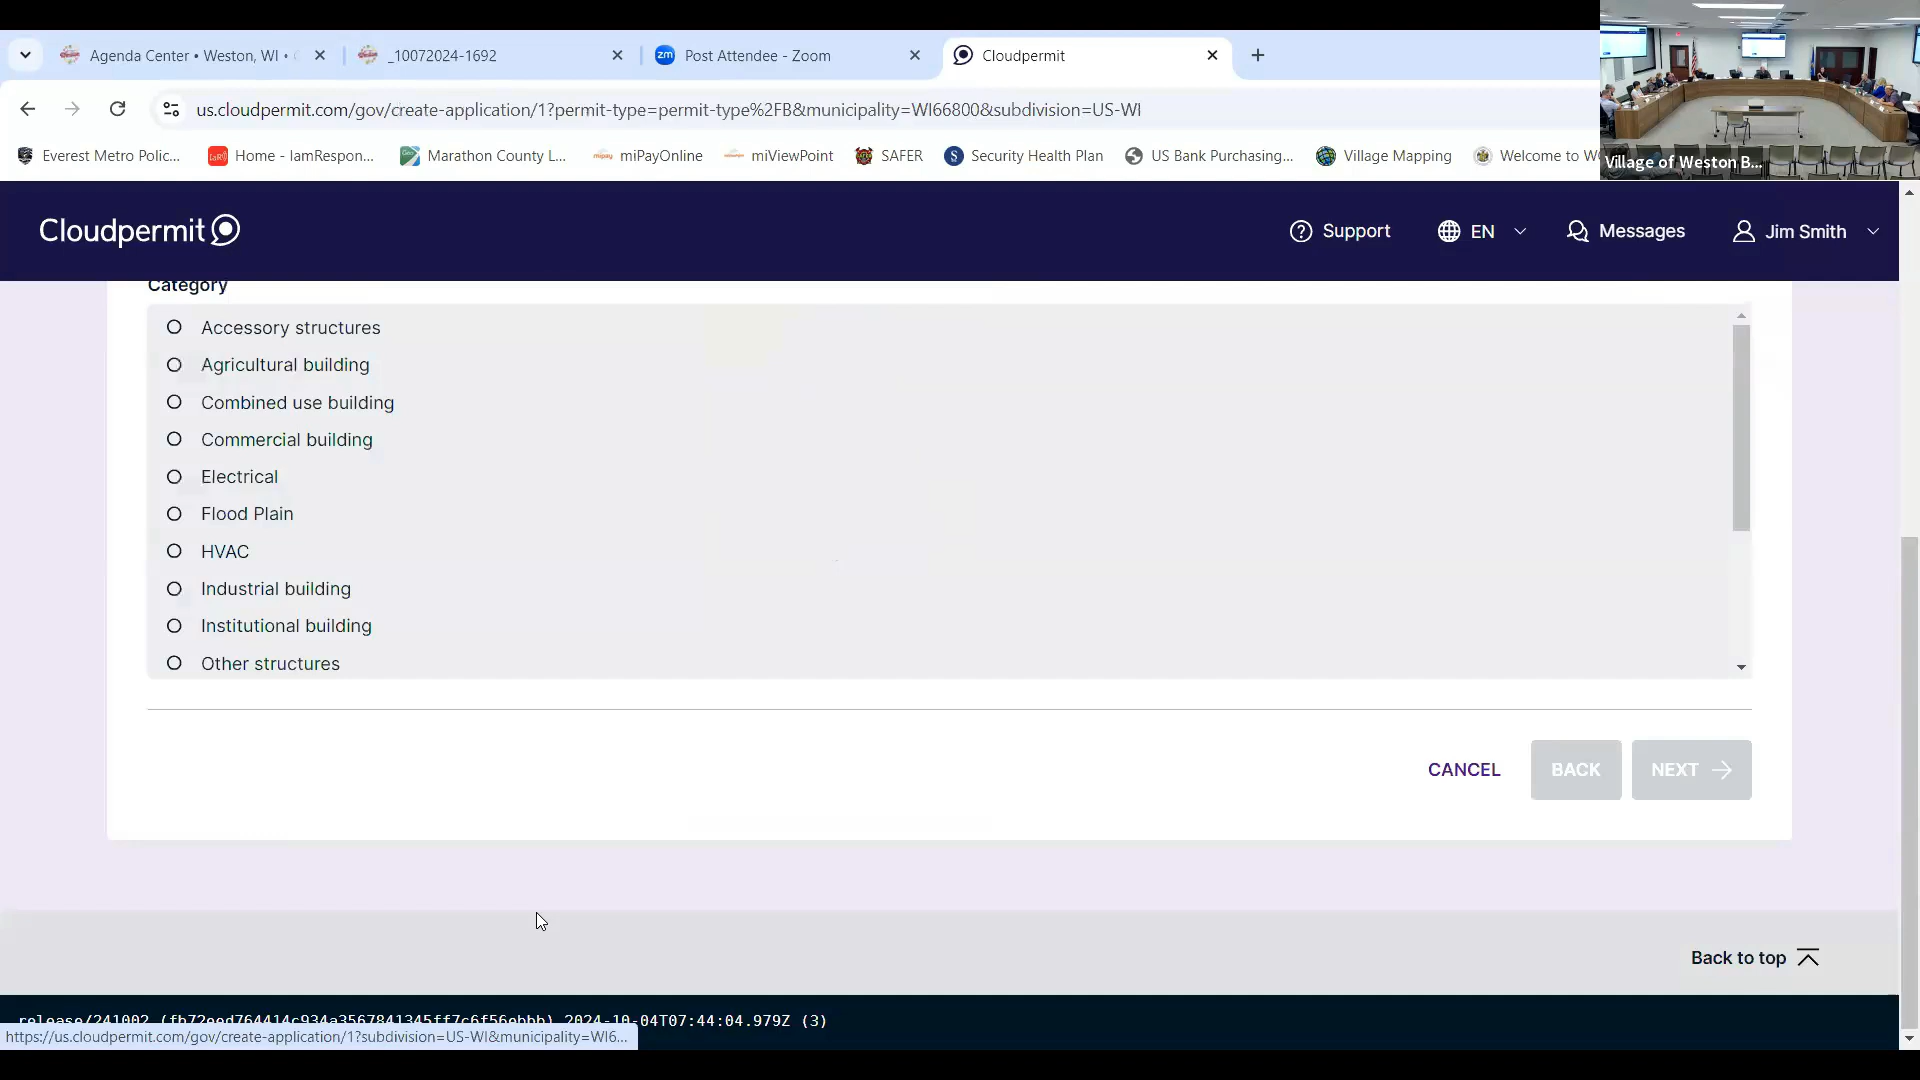 Agenda Center • Weston, WI •
_10072024-1692
zm Post Attendee - Zoom
Cloudpermit
us.cloudpermit.com/gov/create-application/1?permit-type=permit-type%2FB&municipality=WI66800&subdivision=US-WI
Everest Metro Polic...
Home - IamRespon...
Marathon County L...
miPayOnline
miViewPoint
SAFER
Security Health Plan
US Bank Purchasing...
Village Mapping
Welcome to
Village of Weston B...
Cloudpermit
Support
EN
Messages
Jim Smith
Category
Accessory structures
Agricultural building
Combined use building
Commercial building
Electrical
Flood Plain
HVAC
Industrial building
Institutional building
Other structures
CANCEL
BACK
NEXT
Back to top
2024-10-04T07:44:04.979Z (3)
https://us.cloudpermit.com/gov/create-application/1?subdivision=US-WI&municipality=WI6...